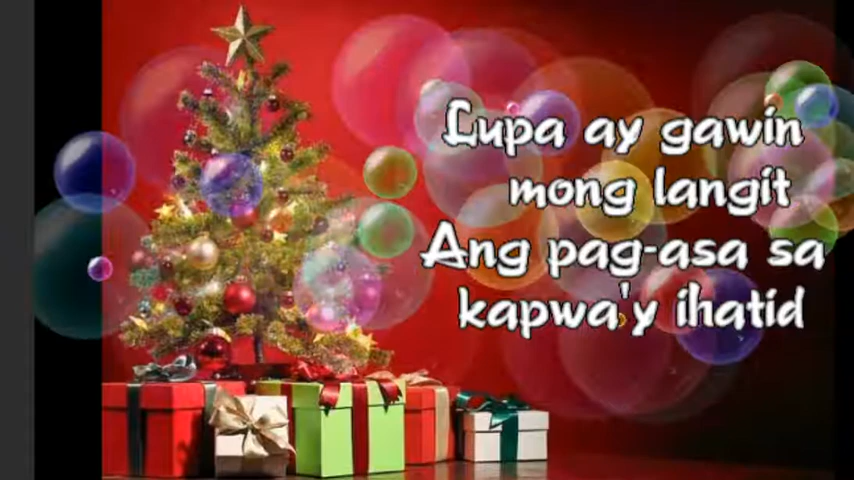 Lupa ay gawin
mong langit
Ang pag-asa sa
kapwa'y ihatid